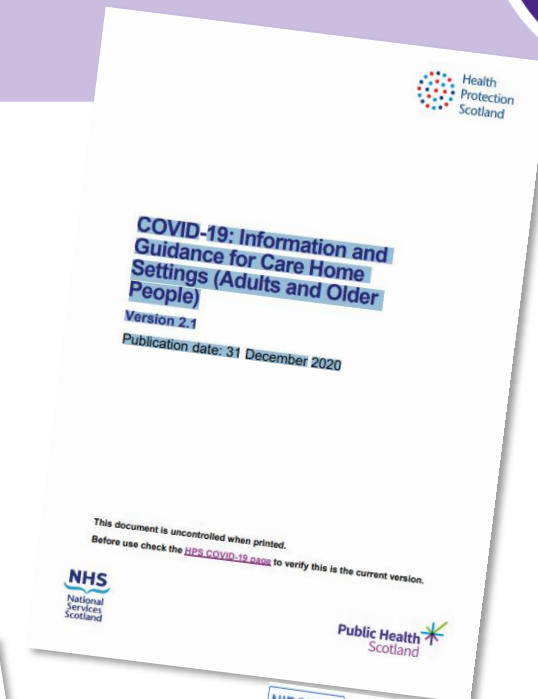 Health
Protection
Scotland
COVID-19: Information and
Guidance for Care Home
Settings (Adults and Older
People)
Version 2.1
Publication date: 31 December 2020
This document is uncontrolled when printed.
Before use check the HPS COVID-19 page to verify this is the current version.
NHS
National
Services
Scotland
Public Health
Scotland